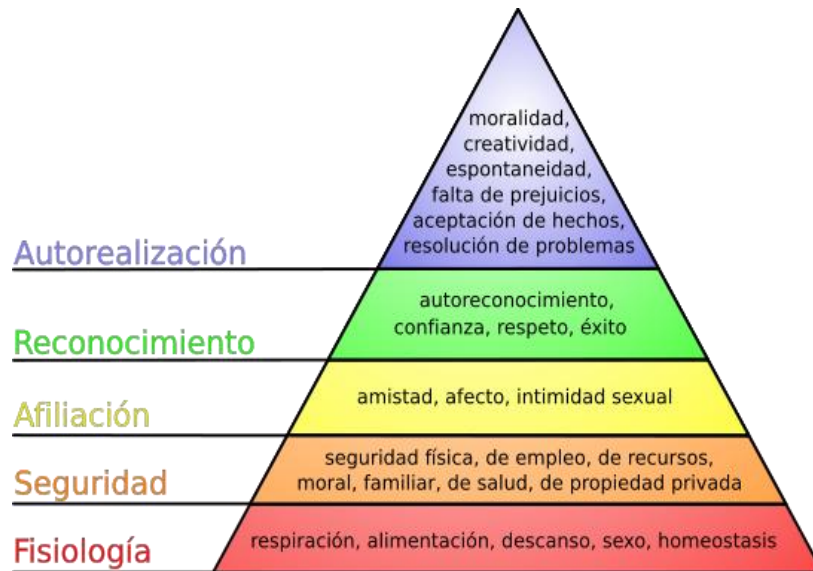 moralidad,
creatividad,
espontaneidad,
falta de prejuicios,
aceptación de hechos,
resolución de problemas
Autorealización
autoreconocimiento,
confianza, respeto, éxito
Reconocimiento
amistad, afecto, intimidad sexual
Afiliación
seguridad física, de empleo, de recursos,
moral, familiar, de salud, de propiedad privada
Seguridad
respiración, alimentación, descanso, sexo, homeostasis
Fisiología